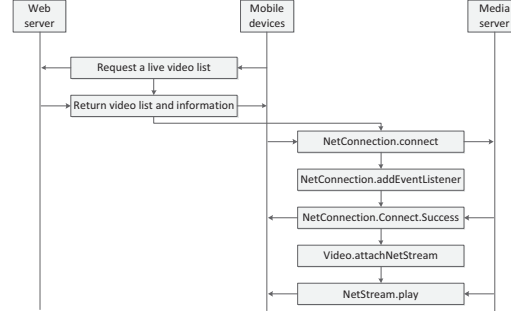 Web
server
Mobile
devices
Media
server
Request a live video list
Return video list and information
NetConnection.connect
NetConnection.addEventListener
NetConnection.Connect.Success
Video.attachNetStream
NetStream.play